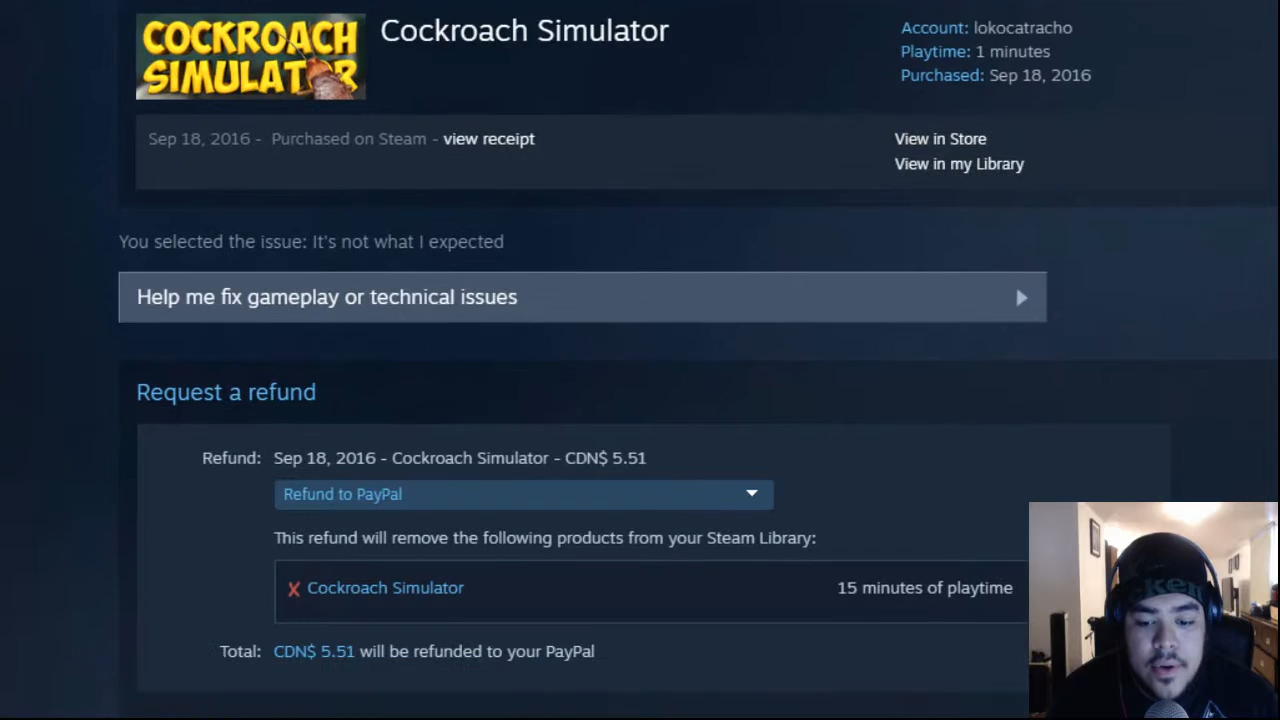 COCKROACH
SIMULATOR
Cockroach Simulator
Account: lokocatracho
Playtime: 1 minutes
Purchased: Sep 18, 2016
Sep 18, 2016 - Purchased on Steam - view receipt
View in Store
View in my Library
You selected the issue: It's not what I expected
Help me fix gameplay or technical issues
Request a refund
Refund: Sep 18, 2016 - Cockroach Simulator - CDN$ 5.51
Refund to PayPal
This refund will remove the following products from your Steam Library:
X Cockroach Simulator 15 minutes of playtime
Total: CDN$ 5.51 will be refunded to your PayPal